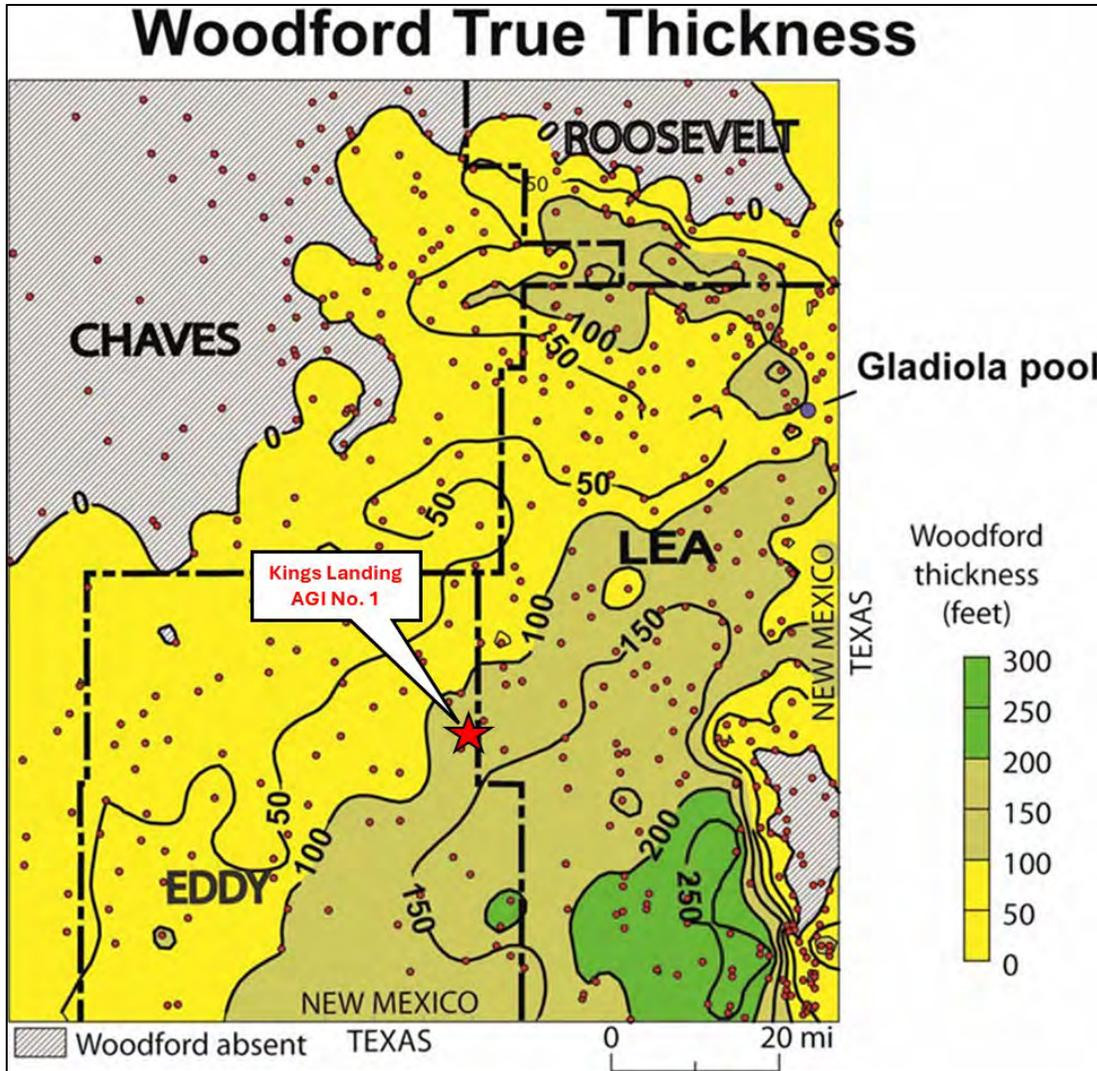 Woodford True Thickness
0
ROOSEVELT
50
0
CHAVES
100
50
Gladiola pool
0
50
0
50
LEA
Woodford
thickness
(feet)
Kings Landing
AGI No. 1
100
150
NEW MEXICO
TEXAS
300
250
200
150
100
50
0
50
100
200
EDDY
150
250
NEW MEXICO
TEXAS
Woodford absent
0
20 mi